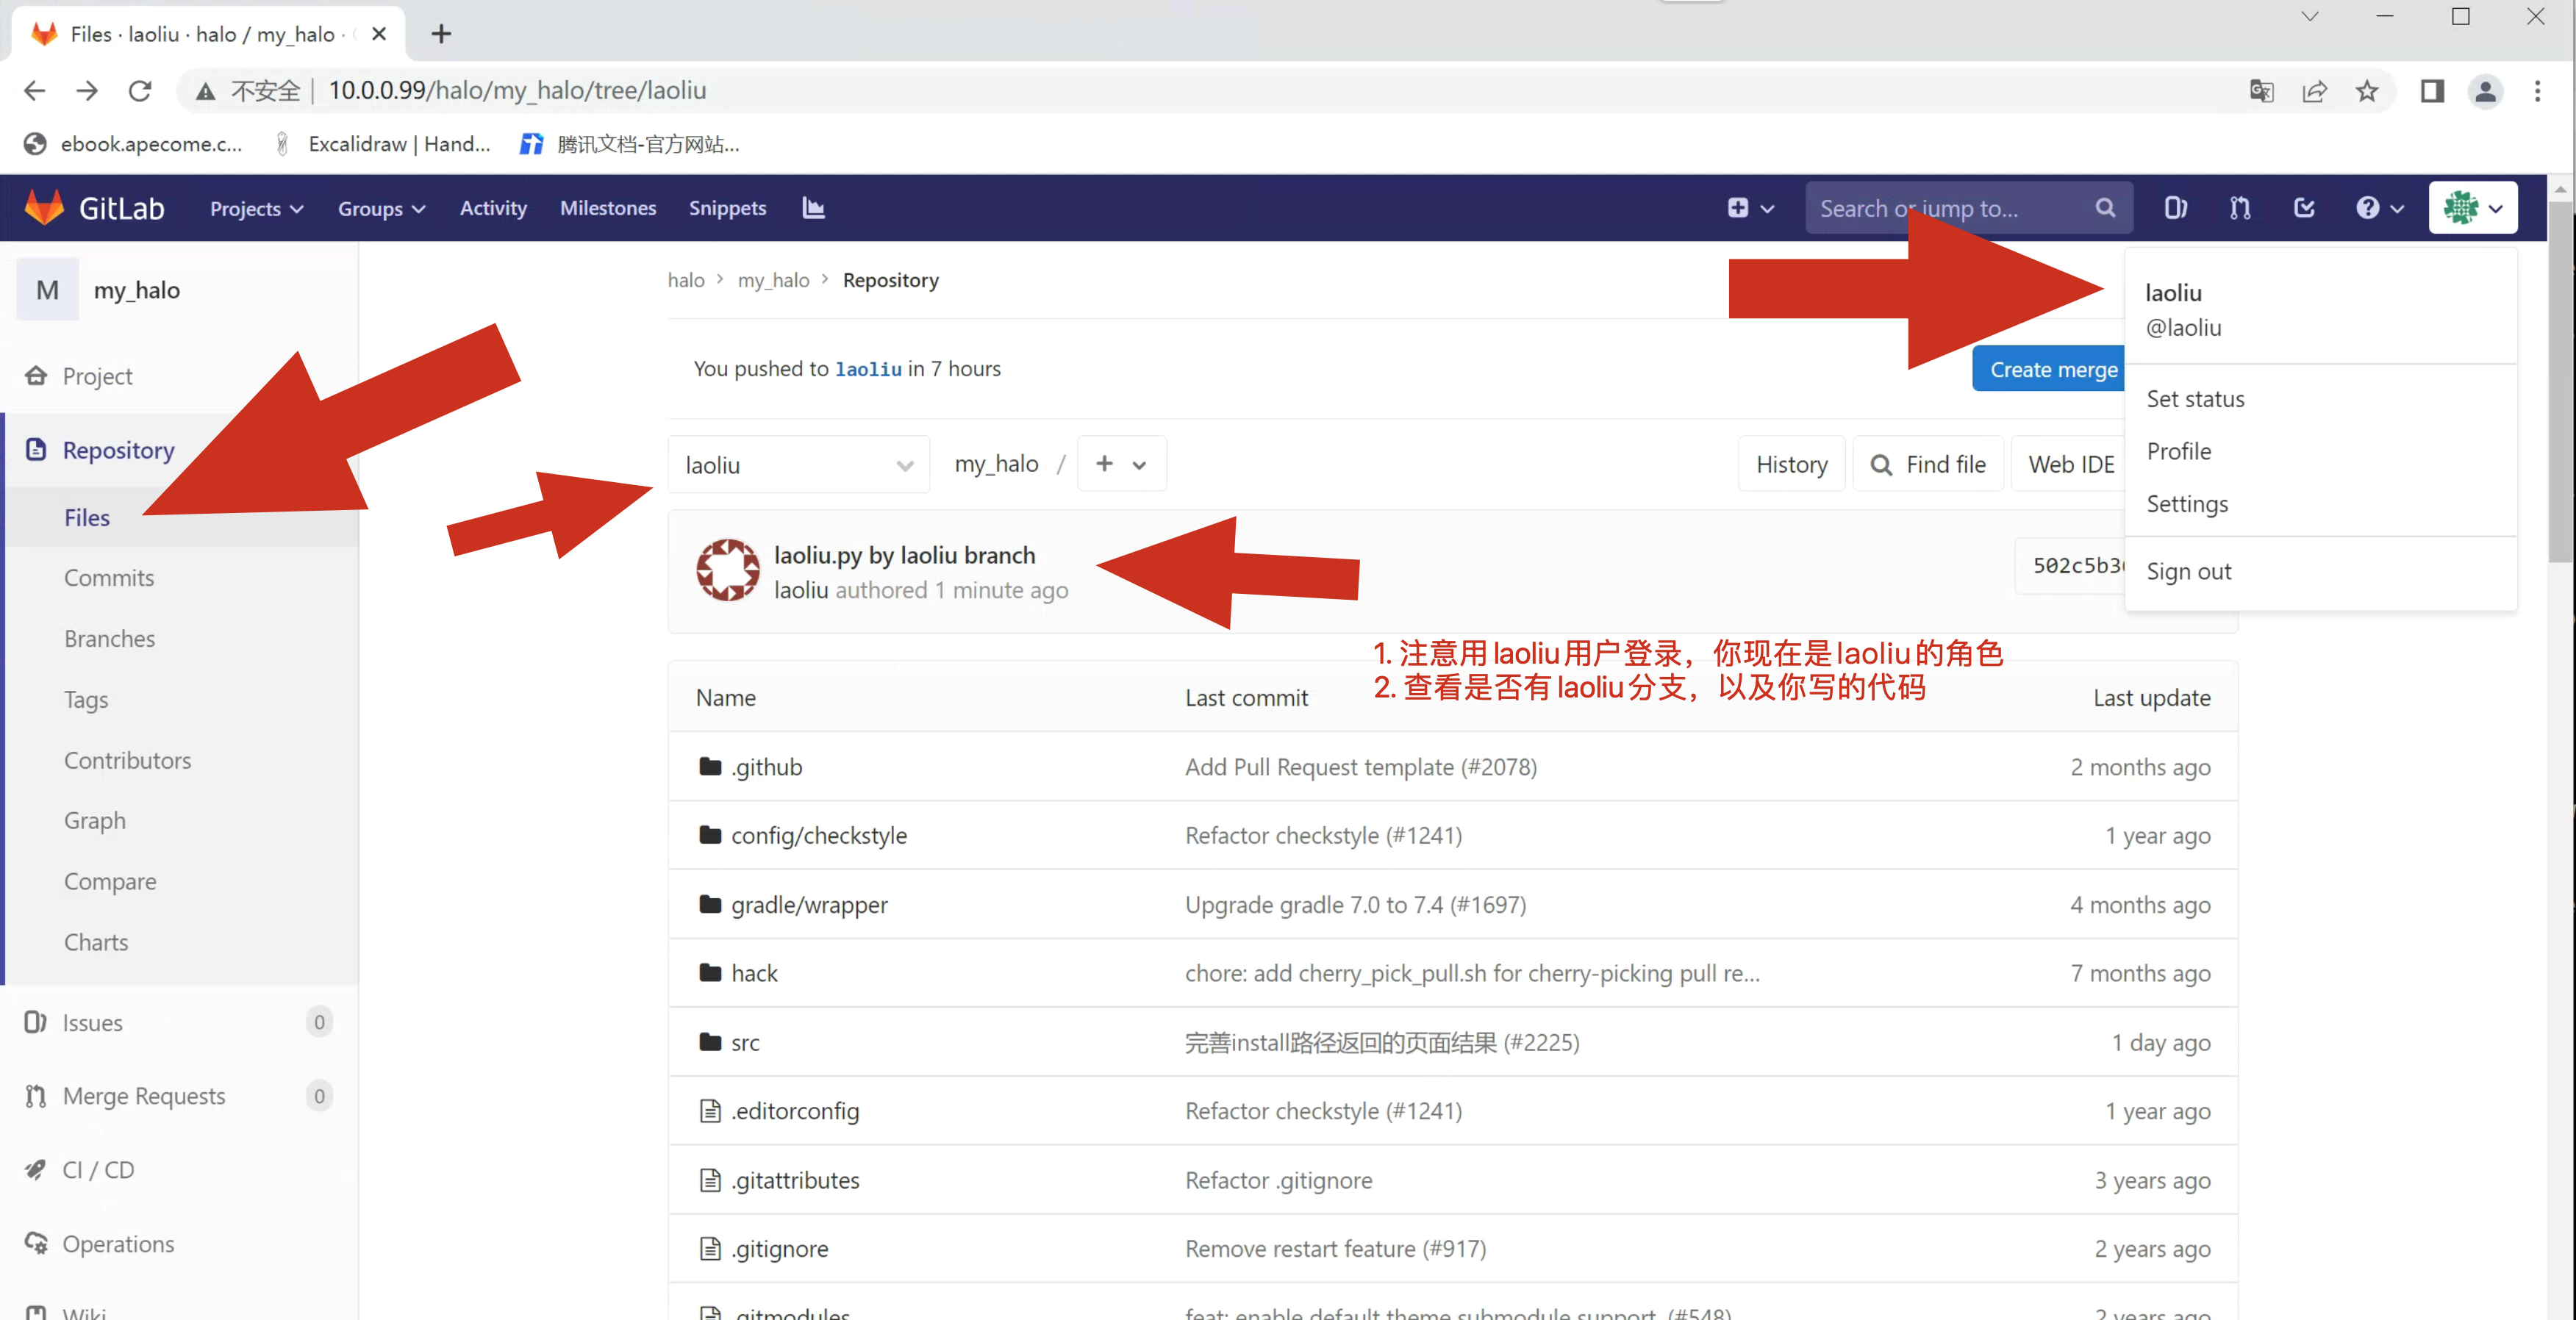 Files · laoliu · halo / my_halo ·
不安全 | 10.0.0.99/halo/my_halo/tree/laoliu
ebook.apecome.c... Excalidraw | Hand... 腾讯文档-官方网站...
GitLab Projects Groups Activity Milestones Snippets Search or jump to...
M my_halo
halo > my_halo > Repository
laoliu
@laoliu
Project
You pushed to laoliu in 7 hours
Create merge
Set status
Profile
Settings
Sign out
Repository
laoliu my_halo / + History Find file Web IDE
Files
laoliu.py by laoliu branch
laoliu authored 1 minute ago
502c5b3
1. 注意用laoliu用户登录，你现在是laoliu的角色
2. 查看是否有laoliu分支，以及你写的代码
Commits
Branches
Tags
Contributors
Graph
Compare
Charts
Issues 0
Merge Requests 0
CI / CD
Operations
Wiki
Name Last commit Last update
.github Add Pull Request template (#2078) 2 months ago
config/checkstyle Refactor checkstyle (#1241) 1 year ago
gradle/wrapper Upgrade gradle 7.0 to 7.4 (#1697) 4 months ago
hack chore: add cherry_pick_pull.sh for cherry-picking pull re... 7 months ago
src 完善install路径返回的页面结果 (#2225) 1 day ago
.editorconfig Refactor checkstyle (#1241) 1 year ago
.gitattributes Refactor .gitignore 3 years ago
.gitignore Remove restart feature (#917) 2 years ago
.gitmodules feat: enable default theme submodule support. (#548) 2 years ago